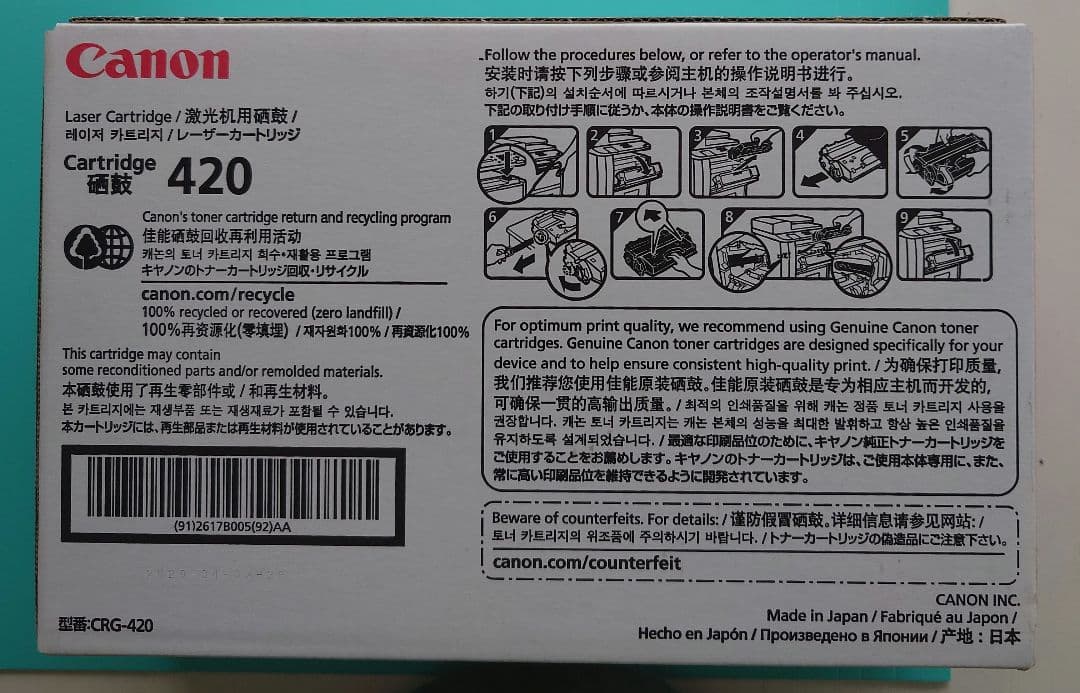 Canon
Laser Cartridge / 激光机用硒鼓 /
레이저 카트리지 / レーザーカートリッジ
Cartridge
硒鼓 420
Canon's toner cartridge return and recycling program
佳能硒鼓回收再利用活动
캐논의 토너 카트리지 회수・재활용 프로그램
キヤノンのトナーカートリッジ回収・リサイクル
canon.com/recycle
100% recycled or recovered (zero landfill) /
100%再资源化(零填埋) / 재자원화100% / 再資源化100%
This cartridge may contain
some reconditioned parts and/or remolded materials.
本硒鼓使用了再生零部件或 / 和再生材料。
본 카트리지에는 재생부품 또는 재생재료가 포함될 수 있습니다.
本カートリッジには、再生部品または再生材料が使用されていることがあります。
(91)2617B005(92)AA
型番:CRG-420
Follow the procedures below, or refer to the operator's manual.
安装时请按下列步骤或参阅主机的操作说明书进行。
하기(下記)의 설치순서에 따르시거나 본체의 조작설명서를 봐 주십시오.
下記の取り付け手順に従うか、本体の操作説明書をご覧ください。
1 2 3 4 5
6 7 8 9
For optimum print quality, we recommend using Genuine Canon toner
cartridges. Genuine Canon toner cartridges are designed specifically for your
device and to help ensure consistent high-quality print. / 为确保打印质量,
我们推荐您使用佳能原装硒鼓。佳能原装硒鼓是专为相应主机而开发的,
可确保一贯的高输出质量。 / 최적의 인쇄품질을 위해 캐논 정품 토너 카트리지 사용을
권장합니다. 캐논 토너 카트리지는 캐논 본체의 성능을 최대한 발휘하고 항상 높은 인쇄품질을
유지하도록 설계되었습니다. / 最適な印刷品位のために、キヤノン純正トナーカートリッジを
ご使用することをお薦めします。キヤノンのトナーカートリッジは、ご使用本体専用に、また、
常に高い印刷品位を維持できるように開発されています。
Beware of counterfeits. For details: / 谨防假冒硒鼓。详细信息请参见网站: /
토너 카트리지의 위조품에 주의하시기 바랍니다. / トナーカートリッジの偽造品にご注意下さい。
canon.com/counterfeit
CANON INC.
Made in Japan / Fabriqué au Japon /
Hecho en Japón / Произведено в Японии / 产地 : 日本